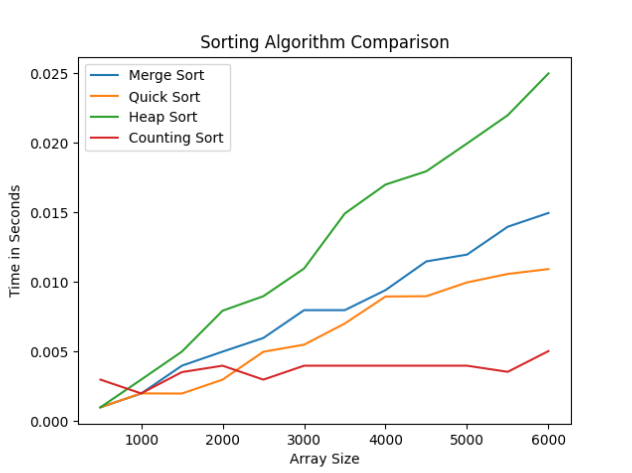 Sorting Algorithm Comparison
Merge Sort
Quick Sort
Heap Sort
Counting Sort
0.025
0.020
0.015
0.010
0.005
0.000
Time in Seconds
1000 2000 3000 4000 5000 6000
Array Size